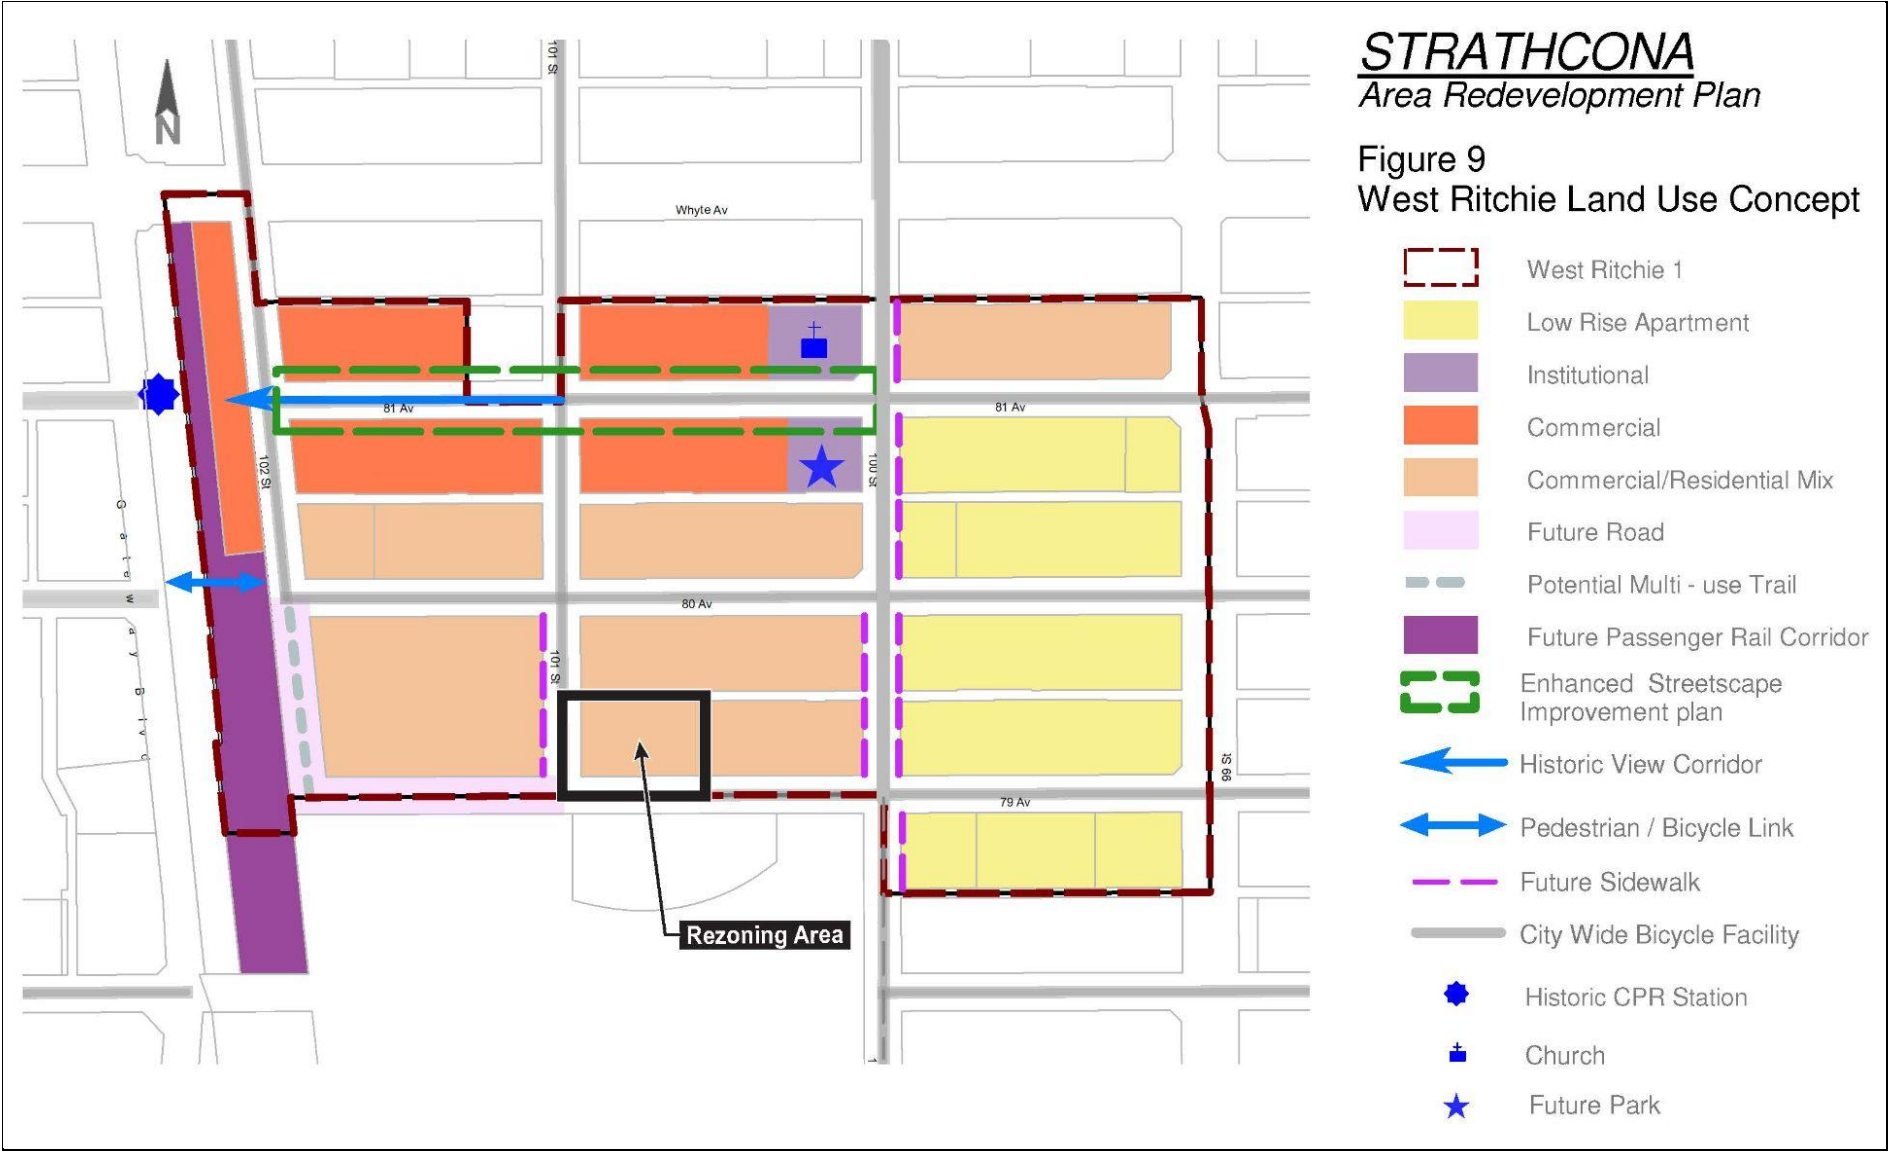 STRATHCONA
Area Redevelopment Plan
Figure 9
West Ritchie Land Use Concept
West Ritchie 1
Low Rise Apartment
Institutional
Commercial
Commercial/Residential Mix
Future Road
Potential Multi - use Trail
Future Passenger Rail Corridor
Enhanced Streetscape
Improvement plan
Historic View Corridor
Pedestrian / Bicycle Link
Future Sidewalk
City Wide Bicycle Facility
Historic CPR Station
Church
Future Park
N
101 St
Whyte Av
81 Av
81 Av
102 St
100 St
Gateway Blvd
80 Av
101 St
99 St
79 Av
Rezoning Area
1